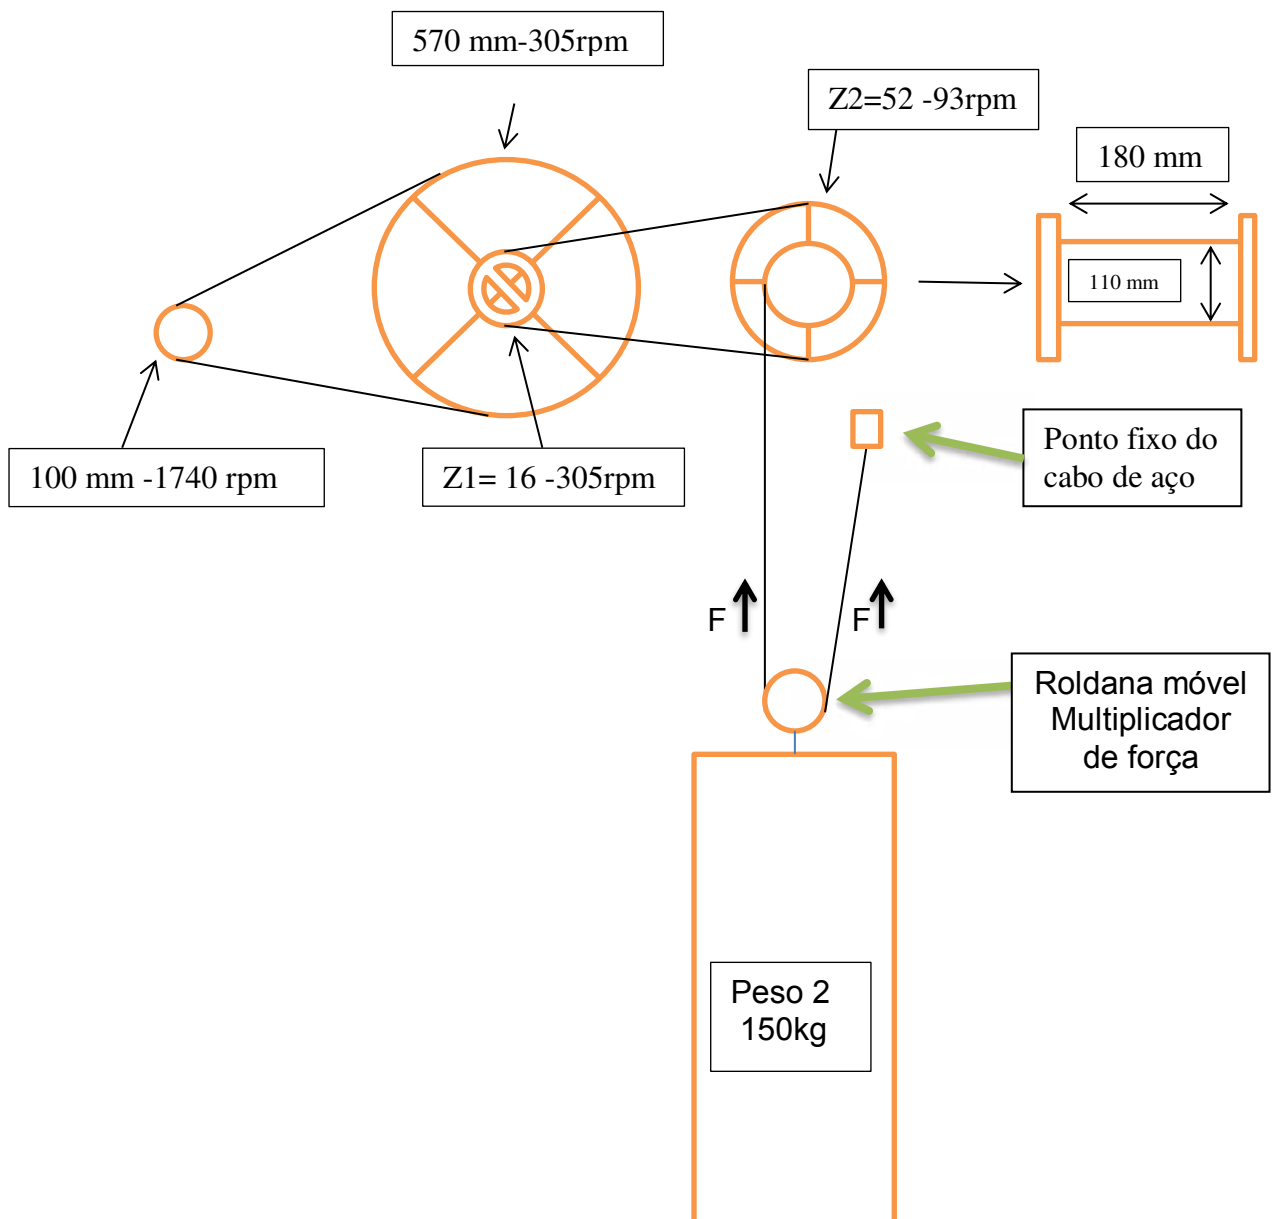 570 mm-305rpm
Z2=52 -93rpm
180 mm
110 mm
100 mm -1740 rpm
Z1= 16 -305rpm
Ponto fixo do
cabo de aço
F
F
Roldana móvel
Multiplicador
de força
Peso 2
150kg